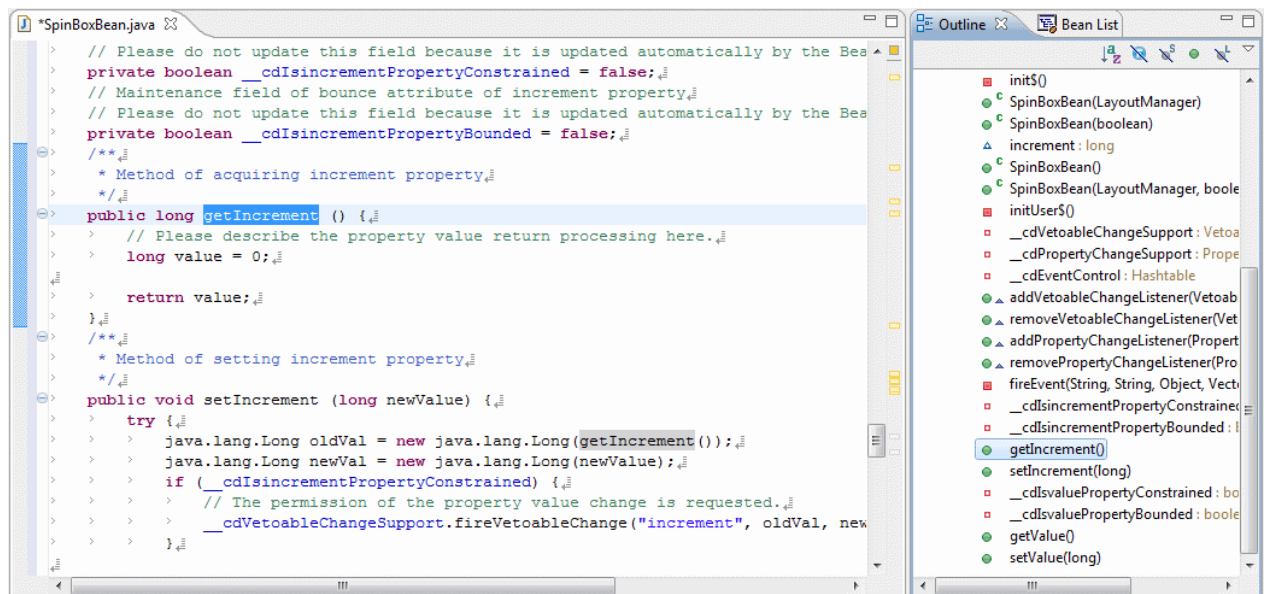 *SpinBoxBean.java
// Please do not update this field because it is updated automatically by the Bea
private boolean __cdIsincrementPropertyConstrained = false;
// Maintenance field of bounce attribute of increment property
// Please do not update this field because it is updated automatically by the Bea
private boolean __cdIsincrementPropertyBounded = false;
/**
* Method of acquiring increment property
*/
public long getIncrement () {
// Please describe the property value return processing here.
long value = 0;
return value;
}
/**
* Method of setting increment property
*/
public void setIncrement (long newValue) {
try {
java.lang.Long oldVal = new java.lang.Long(getIncrement());
java.lang.Long newVal = new java.lang.Long(newValue);
if (__cdIsincrementPropertyConstrained) {
// The permission of the property value change is requested.
__cdVetoableChangeSupport.fireVetoableChange("increment", oldVal, new
}
Outline
Bean List
init$()
SpinBoxBean(LayoutManager)
SpinBoxBean(boolean)
increment : long
SpinBoxBean()
SpinBoxBean(LayoutManager, boole
initUser$()
__cdVetoableChangeSupport : Vetoa
__cdPropertyChangeSupport : Prope
__cdEventControl : Hashtable
addVetoableChangeListener(Vetoab
removeVetoableChangeListener(Vet
addPropertyChangeListener(Propert
removePropertyChangeListener(Pro
fireEvent(String, String, Object, Vect
__cdIsincrementPropertyConstrained
__cdIsincrementPropertyBounded : 
getIncrement()
setIncrement(long)
__cdIsvaluePropertyConstrained : bo
__cdIsvaluePropertyBounded : boole
getValue()
setValue(long)